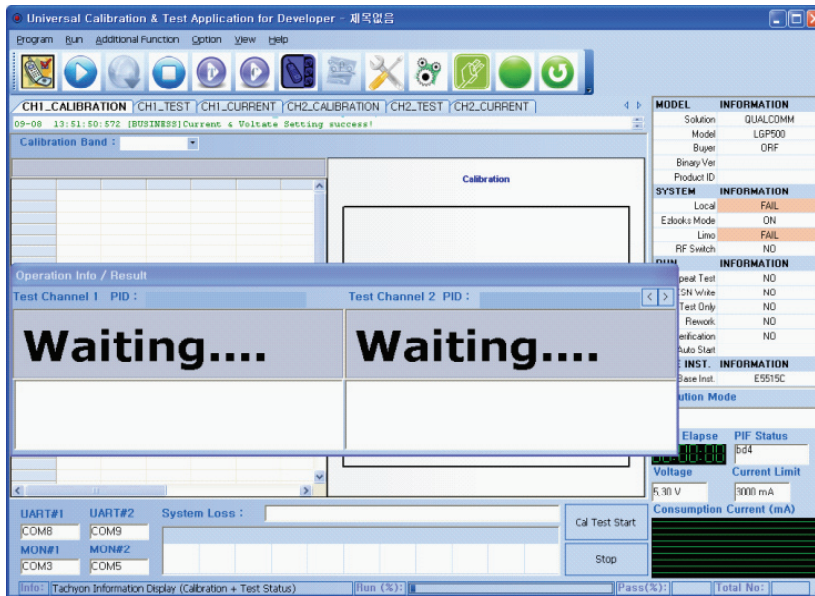 Universal Calibration & Test Application for Developer - 제목없음
Program Run Additional Function Option View Help
CH1_CALIBRATION CH1_TEST CH1_CURRENT CH2_CALIBRATION CH2_TEST CH2_CURRENT
09-08 13:51:50:572 [BUSINESS]Current & Voltate Setting success!
Calibration Band :
Calibration
MODEL INFORMATION
Solution QUALCOMM
Model LGP500
Buyer ORF
Binary Ver
Product ID
SYSTEM INFORMATION
Local FAIL
Ezlooks Mode ON
Limo FAIL
RF Switch NO
INFORMATION
peat Test NO
ESN Write NO
Test Only NO
Rework NO
erification NO
Auto Start
INST. INFORMATION
Base Inst. E5515C
ution Mode
Operation Info / Result
Test Channel 1 PID :
Test Channel 2 PID :
Waiting....
Waiting....
Elapse PIF Status
bd4
Voltage Current Limit
5,30 V 3000 mA
Consumption Current (mA)
UART#1 UART#2 System Loss :
COM8 COM9
MON#1 MON#2
COM3 COM5
Cal Test Start
Stop
Info: Tachyon Information Display (Calibration + Test Status) Run (%): Pass(%): Total No: